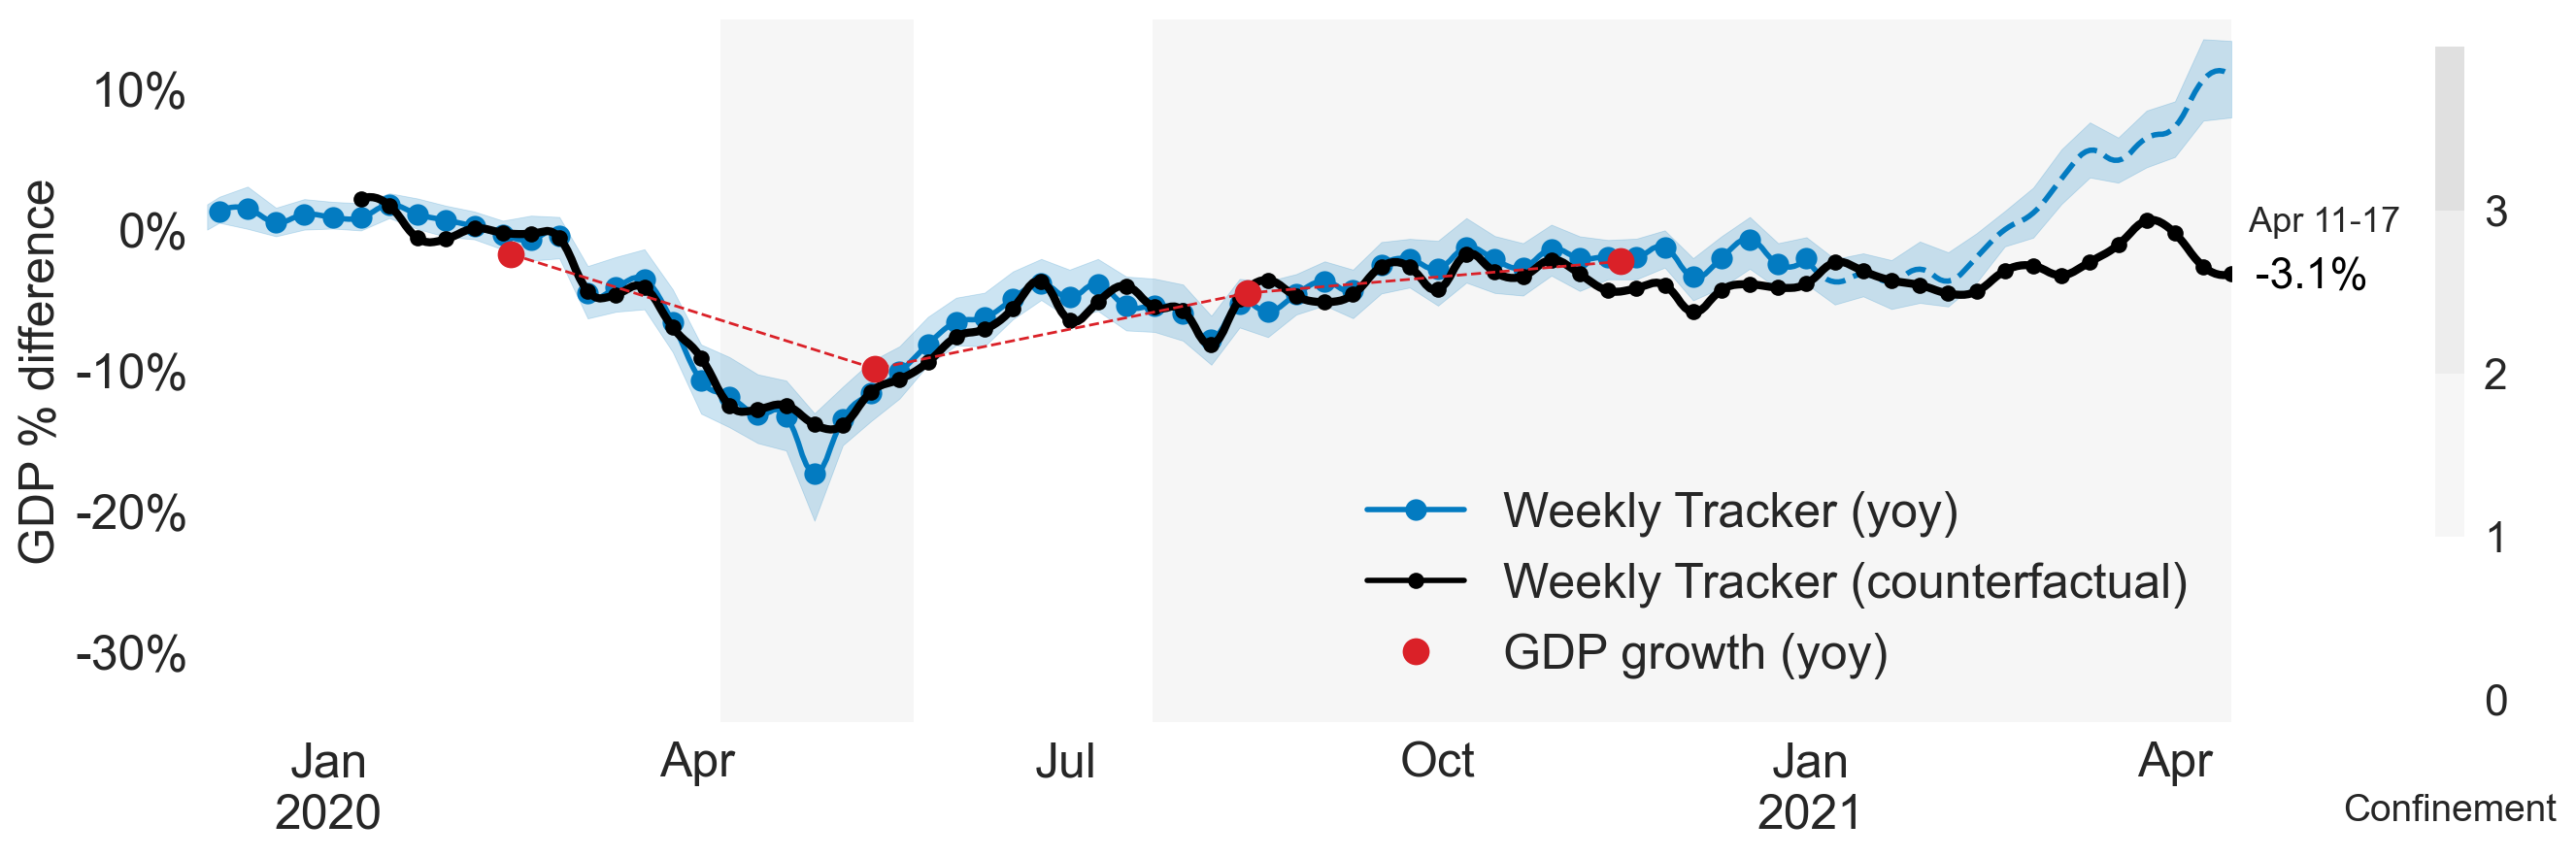 GDP % difference
10%
0%
-10%
-20%
-30%
Jan
2020
Apr
Jul
Oct
Jan
2021
Apr
Weekly Tracker (yoy)
Weekly Tracker (counterfactual)
GDP growth (yoy)
Apr 11-17
-3.1%
3
2
1
0
Confinement